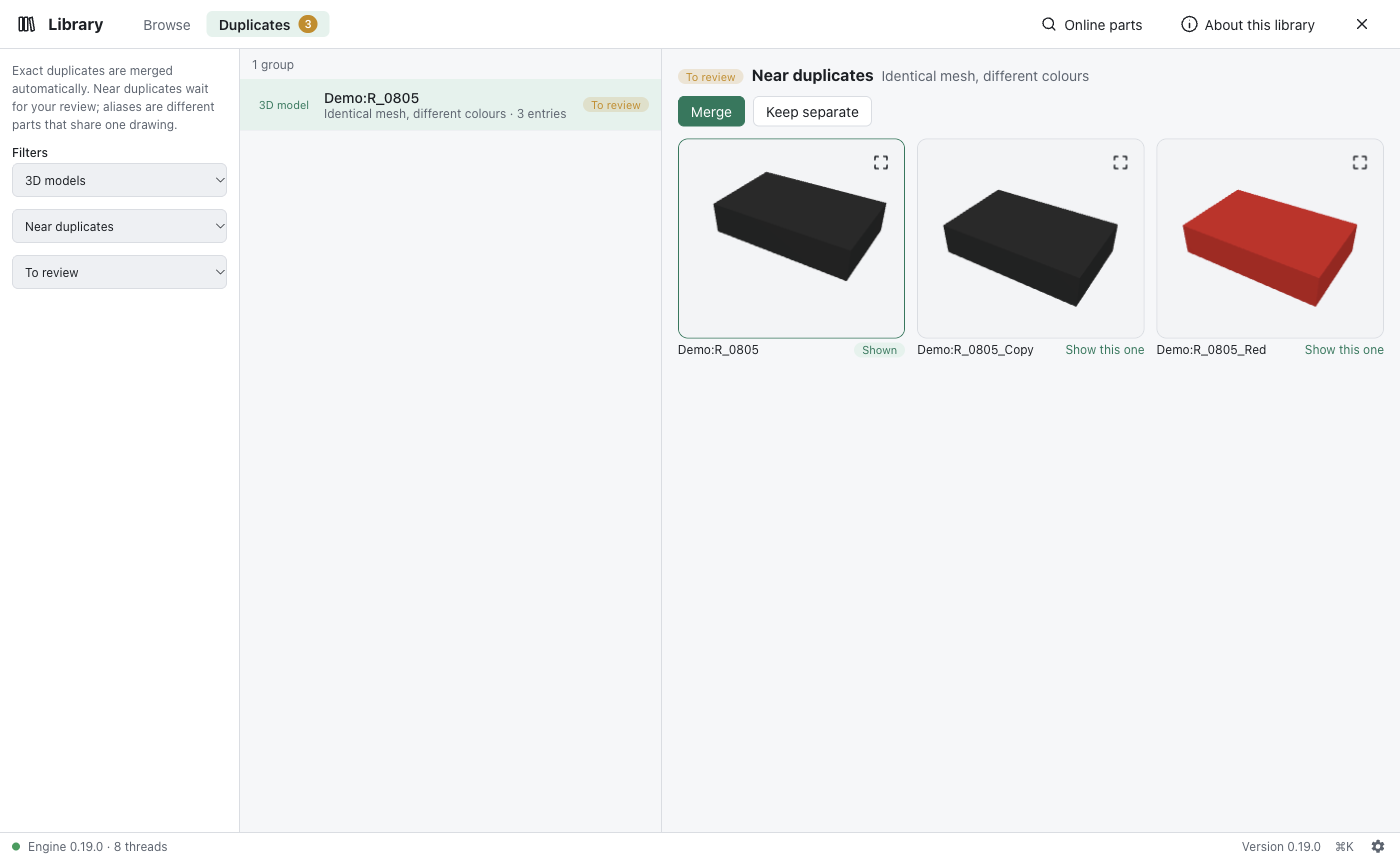 Library
Browse
Duplicates 3
Online parts
About this library
Exact duplicates are merged
automatically. Near duplicates wait
for your review; aliases are different
parts that share one drawing.
Filters
3D models
Near duplicates
To review
1 group
3D model
Demo:R_0805
Identical mesh, different colours · 3 entries
To review
To review Near duplicates Identical mesh, different colours
Merge
Keep separate
Demo:R_0805 Shown
Demo:R_0805_Copy Show this one
Demo:R_0805_Red Show this one
Engine 0.19.0 · 8 threads
Version 0.19.0 ⌘K